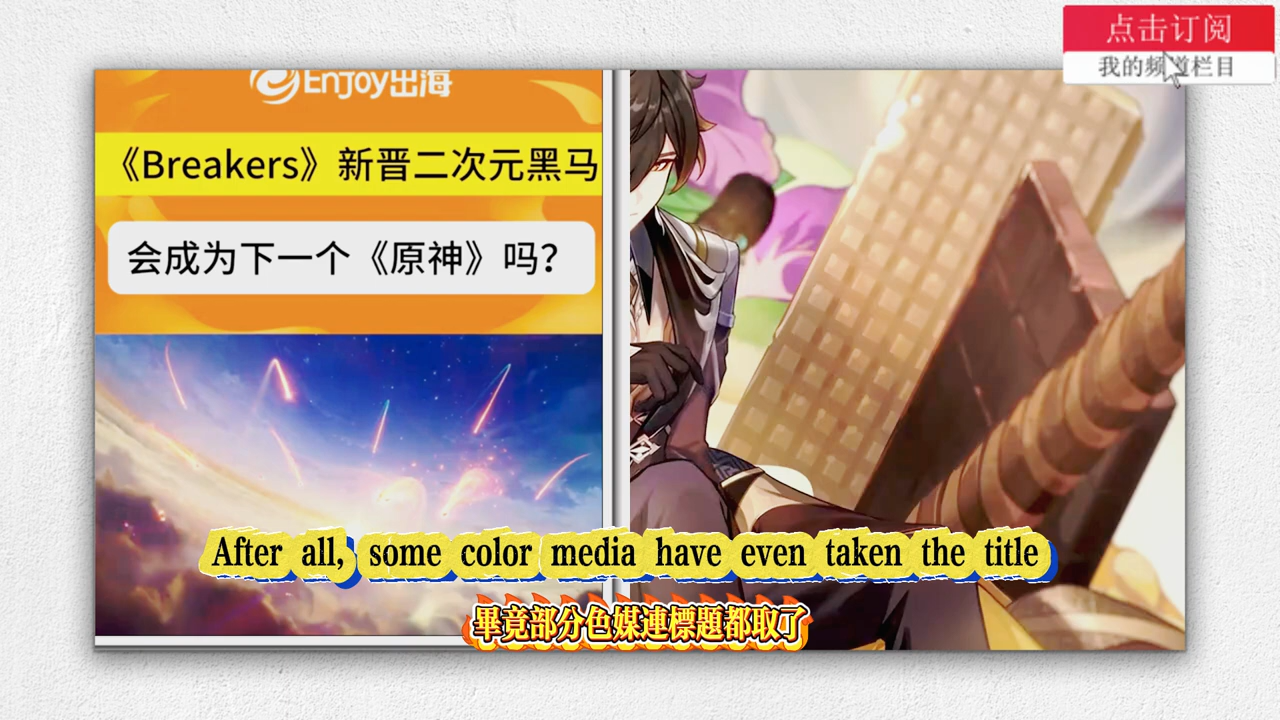 点击订阅
我的频道栏目
Enjoy出海
《Breakers》新晋二次元黑马
会成为下一个《原神》吗？
After all, some color media have even taken the title
畢竟部分色媒連標題都取了